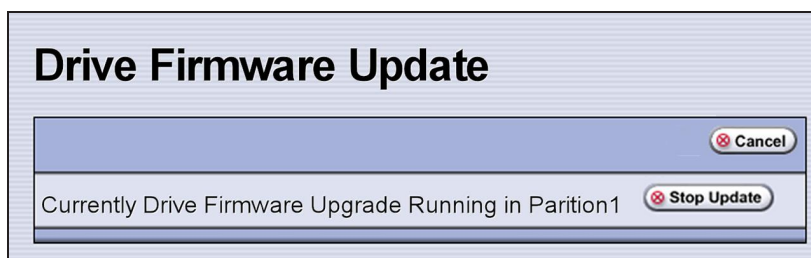 Drive Firmware Update
Cancel
Currently Drive Firmware Upgrade Running in Parition1
Stop Update